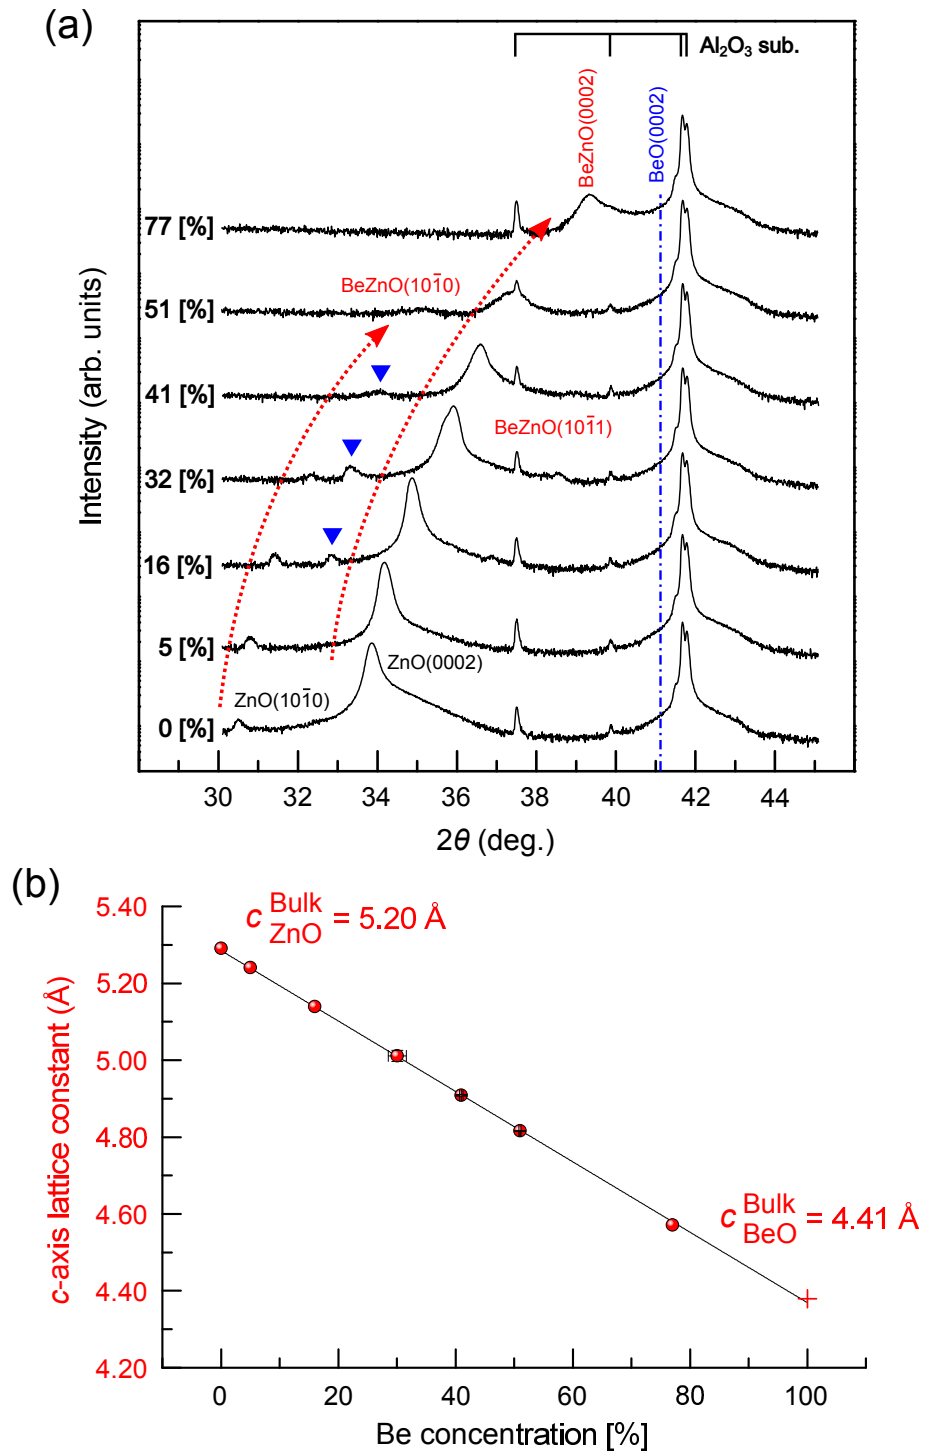 (a)
Al₂O₃ sub.
BeZnO(0002)
BeO(0002)
77 [%]
BeZnO(101̄0)
51 [%]
41 [%]
BeZnO(101̄1)
32 [%]
16 [%]
5 [%]
ZnO(0002)
ZnO(101̄0)
0 [%]
Intensity (arb. units)
30 32 34 36 38 40 42 44
2θ (deg.)
(b)
c Bulk ZnO = 5.20 Å
5.40
5.20
5.00
4.80
4.60
4.40
4.20
c-axis lattice constant (Å)
c Bulk BeO = 4.41 Å
0 20 40 60 80 100
Be concentration [%]